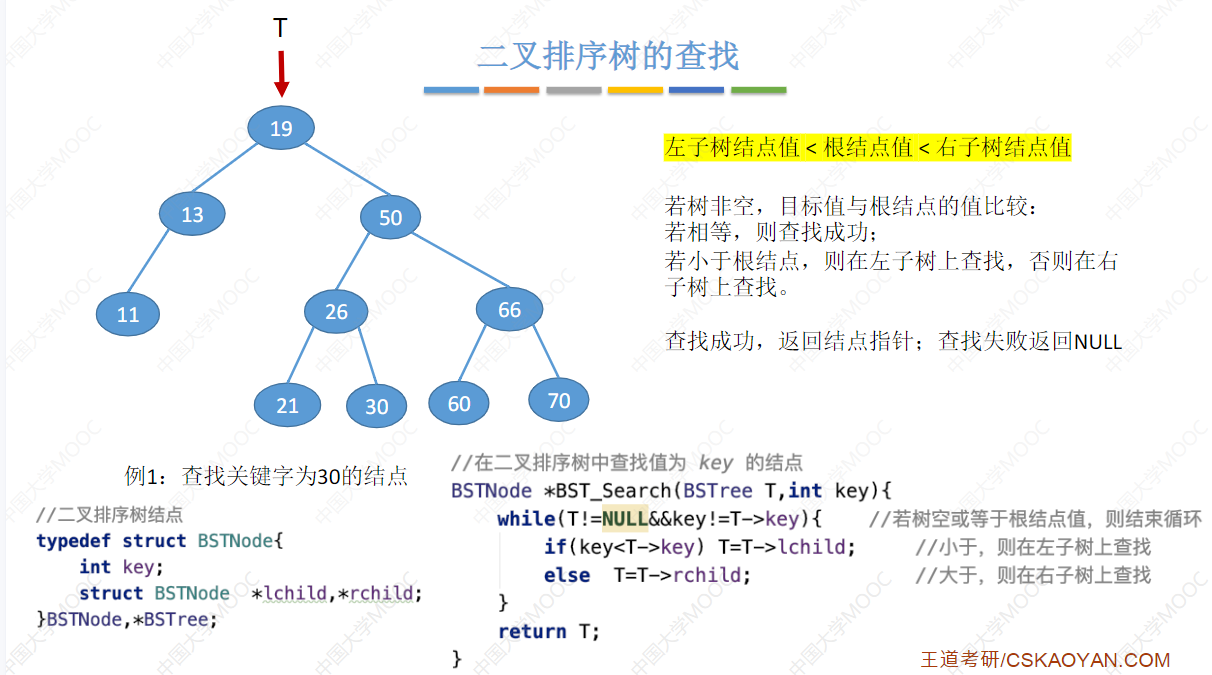 T
二叉排序树的查找
19
13
50
11
26
66
21
30
60
70
左子树结点值 < 根结点值 < 右子树结点值
若树非空，目标值与根结点的值比较：
若相等，则查找成功；
若小于根结点，则在左子树上查找，否则在右
子树上查找。
查找成功，返回结点指针；查找失败返回NULL
例1：查找关键字为30的结点
//二叉排序树结点
typedef struct BSTNode{
int key;
struct BSTNode *lchild,*rchild;
}BSTNode,*BSTree;
//在二叉排序树中查找值为 key 的结点
BSTNode *BST_Search(BSTree T,int key){
while(T!=NULL&&key!=T->key){ //若树空或等于根结点值，则结束循环
if(key<T->key) T=T->lchild; //小于，则在左子树上查找
else T=T->rchild; //大于，则在右子树上查找
}
return T;
}
王道考研/CSKAOYAN.COM
中国大学MOOC